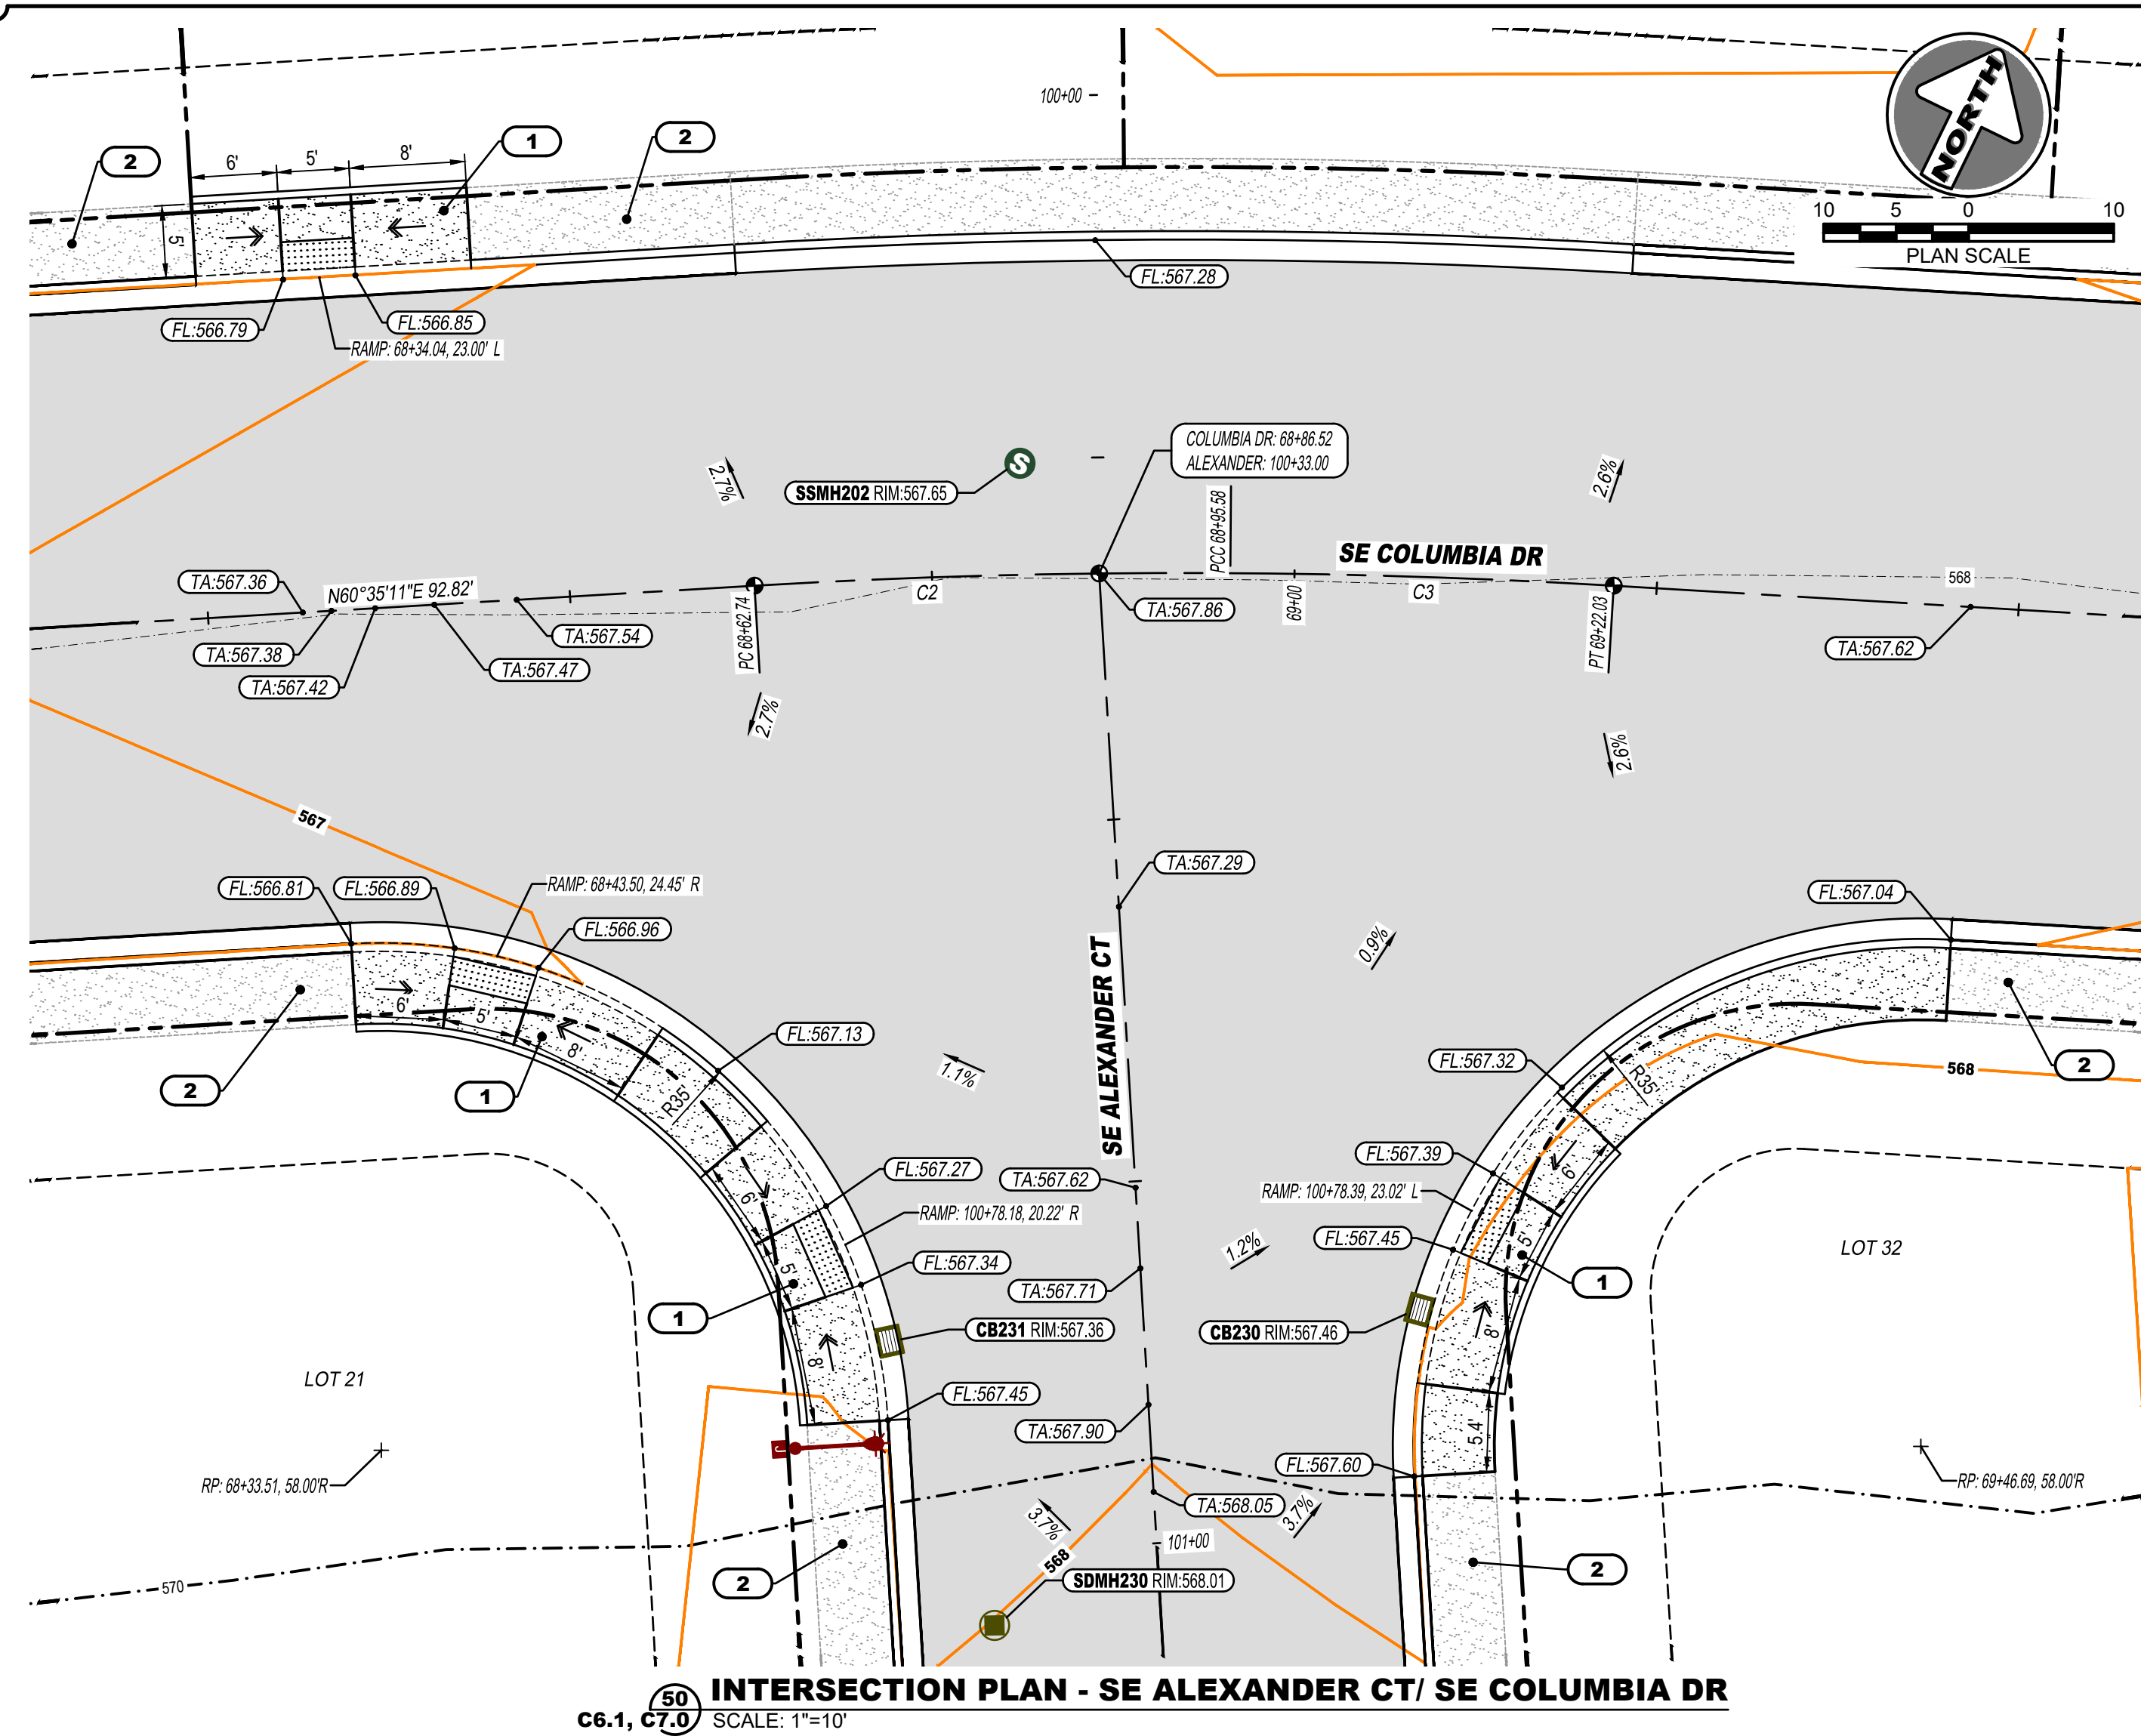 100+00
NORTH
10 5 0 10
PLAN SCALE
2
6' 5' 8'
1
2
5'
FL:567.28
FL:566.79
FL:566.85
RAMP: 68+34.04, 23.00' L
COLUMBIA DR: 68+86.52
ALEXANDER: 100+33.00
2.7%
S
SSMH202 RIM:567.65
2.6%
PCC 68+95.58
SE COLUMBIA DR
TA:567.36
N60°35'11"E 92.82'
C2
C3
568
TA:567.86
69+00
TA:567.54
TA:567.38
TA:567.47
TA:567.42
PC 68+62.74
PT 69+22.03
TA:567.62
2.7%
2.6%
567
TA:567.29
FL:566.81
FL:566.89
RAMP: 68+43.50, 24.45' R
FL:566.96
FL:567.04
SE ALEXANDER CT
0.9%
6'
5'
8'
FL:567.13
1.1%
R35'
FL:567.32
R35'
568
2
1
2
FL:567.27
TA:567.62
FL:567.39
6'
6'
RAMP: 100+78.18, 20.22' R
RAMP: 100+78.39, 23.02' L
FL:567.45
1.2%
5'
5'
LOT 32
FL:567.34
TA:567.71
1
1
CB231 RIM:567.36
CB230 RIM:567.46
8'
8'
LOT 21
FL:567.45
TA:567.90
5.4'
J
FL:567.60
RP: 68+33.51, 58.00'R
RP: 69+46.69, 58.00'R
TA:568.05
3.7%
3.7%
101+00
568
570
2
SDMH230 RIM:568.01
2
50
C6.1, C7.0
INTERSECTION PLAN - SE ALEXANDER CT/ SE COLUMBIA DR
SCALE: 1"=10'